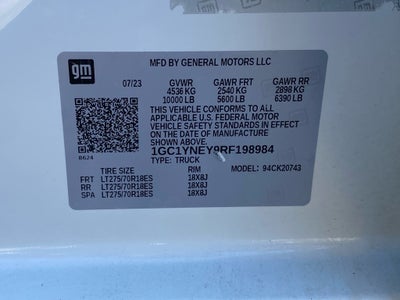 gm
MFD BY GENERAL MOTORS LLC
07/23 GVWR GAWR FRT GAWR RR
4536 KG 2540 KG 2898 KG
10000 LB 5600 LB 6390 LB
THIS VEHICLE CONFORMS TO ALL
APPLICABLE U.S. FEDERAL MOTOR
VEHICLE SAFETY STANDARDS IN EFFECT
ON THE DATE OF MANUFACTURE
SHOWN ABOVE.
8624
1GC1YNEY9RF198984
TYPE: TRUCK
TIRE SIZE RIM MODEL: 94CK20743
FRT LT275/70R18ES 18X8J
RR LT275/70R18ES 18X8J
SPA LT275/70R18ES 18X8J